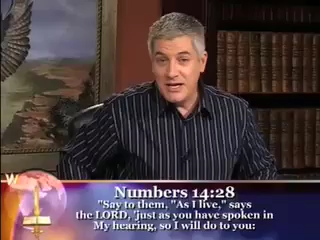 Numbers 14:28
"Say to them, "As I live," says
the LORD, 'just as you have spoken in
My hearing, so I will do to you: